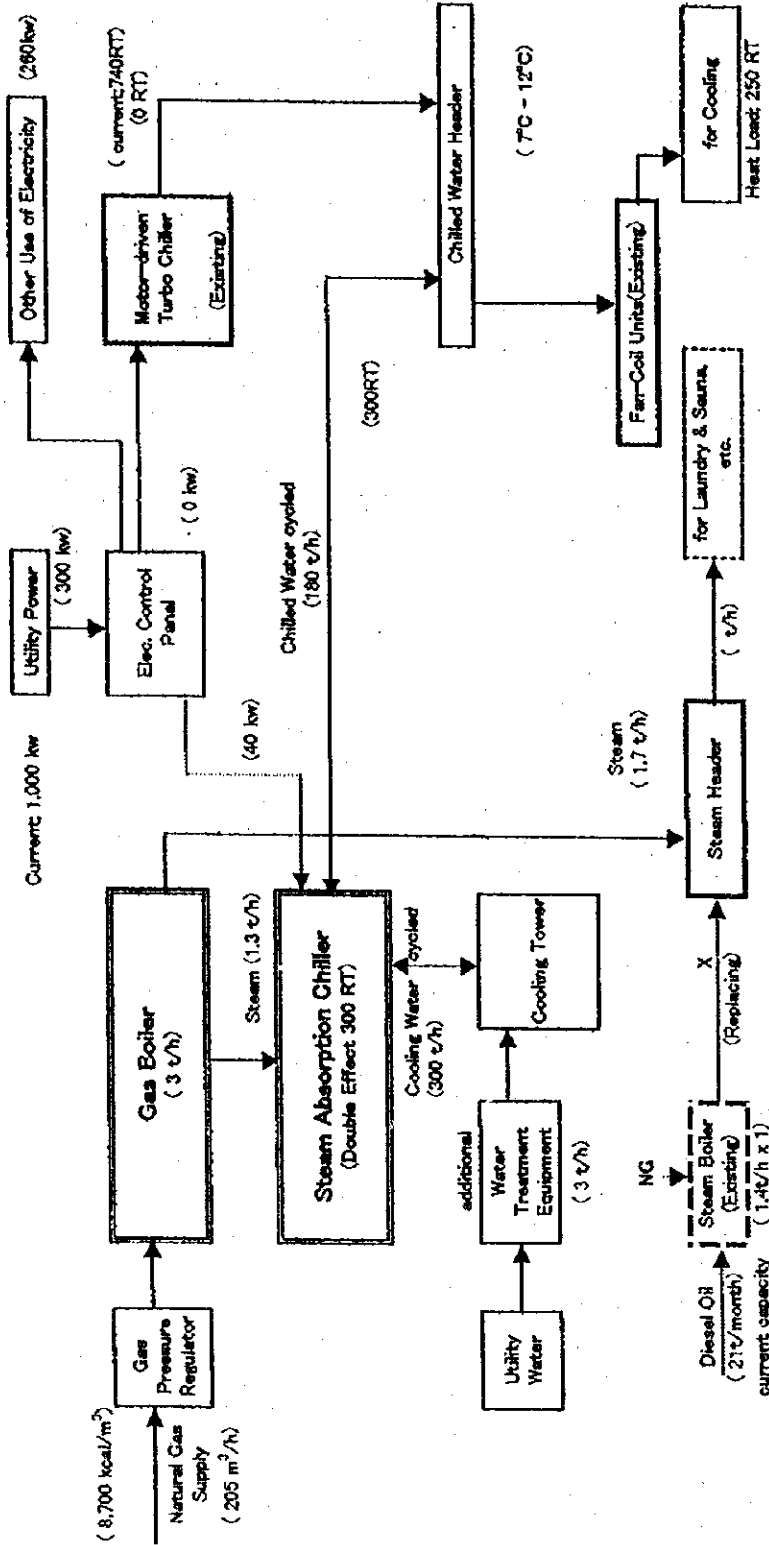 ( 8,700 kcal/m³)
Natural Gas
Supply
( 205 m³/h)
Gas
Pressure
Regulator
Gas Boiler
( 3 t/h)
Current: 1,000 kw
Utility Power
( 300 kw)
Elec. Control
Panel
( 0 kw)
(40 kw)
Other Use of Electricity
(260kw)
Motor-driven
Turbo Chiller
(Existing)
( current:740RT)
(0 RT)
Steam (1.3 t/h)
Steam Absorption Chiller
(Double Effect 300 RT)
Chilled Water cycled
(180 t/h)
(300RT)
Chilled Water Header
( 7°C - 12°C)
Cooling Water cycled
(300 t/h)
Utility
Water
additional
Water
Treatment
Equipment
( 3 t/h)
Cooling Tower
Fan-Coil Units(Existing)
for Cooling
Heat Load: 250 RT
Diesel Oil
( 21t/month)
current capacity
NG
Steam Boiler
(Existing)
( 1.4t/h x 1)
X
(Replacing)
Steam
( 1.7 t/h)
Steam Header
( t/h)
for Laundry & Sauna,
etc.